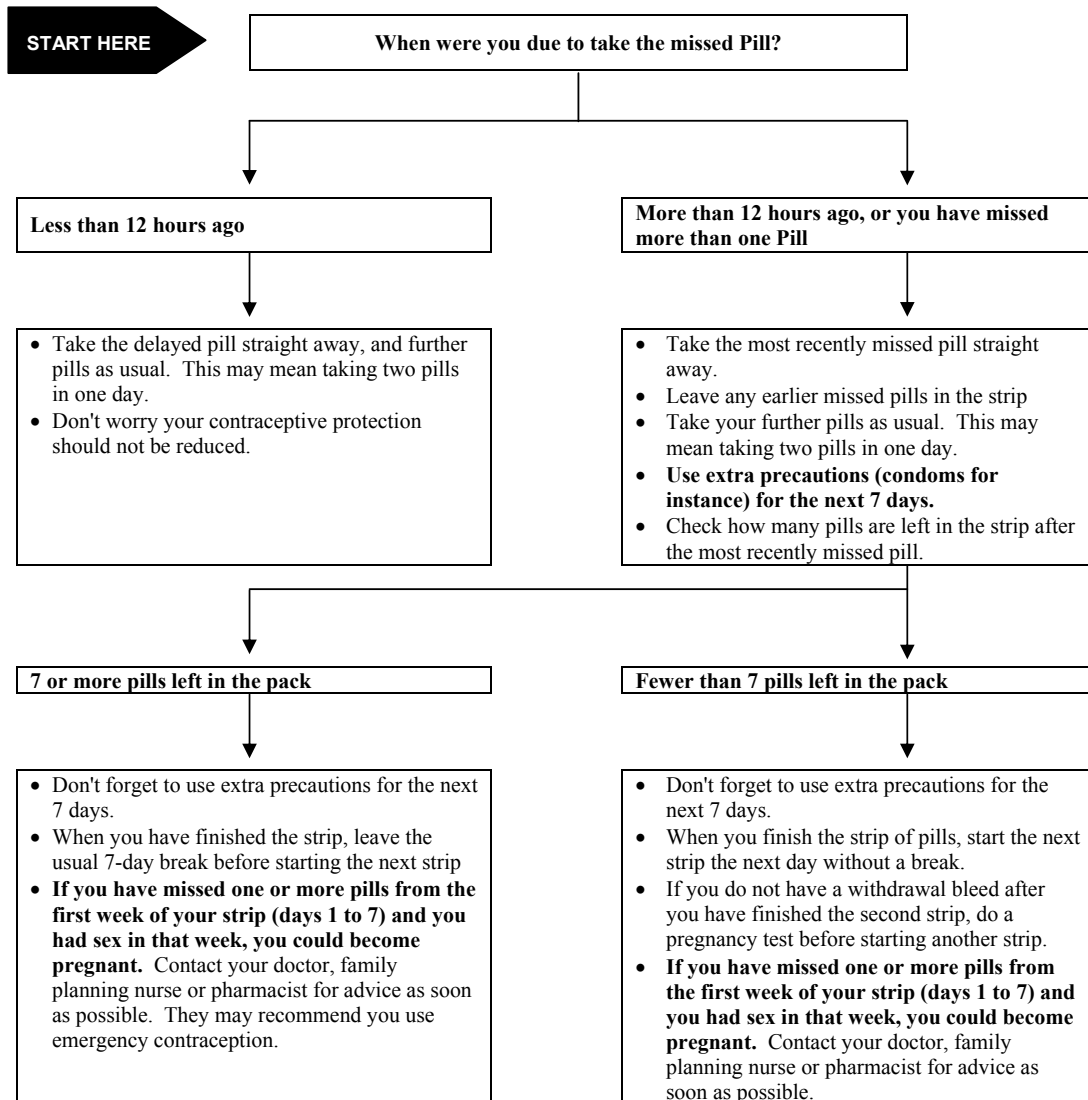 START HERE
When were you due to take the missed Pill?
Less than 12 hours ago
More than 12 hours ago, or you have missed
more than one Pill
• Take the delayed pill straight away, and further
pills as usual. This may mean taking two pills
in one day.
• Don't worry your contraceptive protection
should not be reduced.
• Take the most recently missed pill straight
away.
• Leave any earlier missed pills in the strip
• Take your further pills as usual. This may
mean taking two pills in one day.
• Use extra precautions (condoms for
instance) for the next 7 days.
• Check how many pills are left in the strip after
the most recently missed pill.
7 or more pills left in the pack
Fewer than 7 pills left in the pack
• Don't forget to use extra precautions for the next
7 days.
• When you have finished the strip, leave the
usual 7-day break before starting the next strip
• If you have missed one or more pills from the
first week of your strip (days 1 to 7) and you
had sex in that week, you could become
pregnant. Contact your doctor, family
planning nurse or pharmacist for advice as soon
as possible. They may recommend you use
emergency contraception.
• Don't forget to use extra precautions for the
next 7 days.
• When you finish the strip of pills, start the next
strip the next day without a break.
• If you do not have a withdrawal bleed after
you have finished the second strip, do a
pregnancy test before starting another strip.
• If you have missed one or more pills from
the first week of your strip (days 1 to 7) and
you had sex in that week, you could become
pregnant. Contact your doctor, family
planning nurse or pharmacist for advice as
soon as possible.